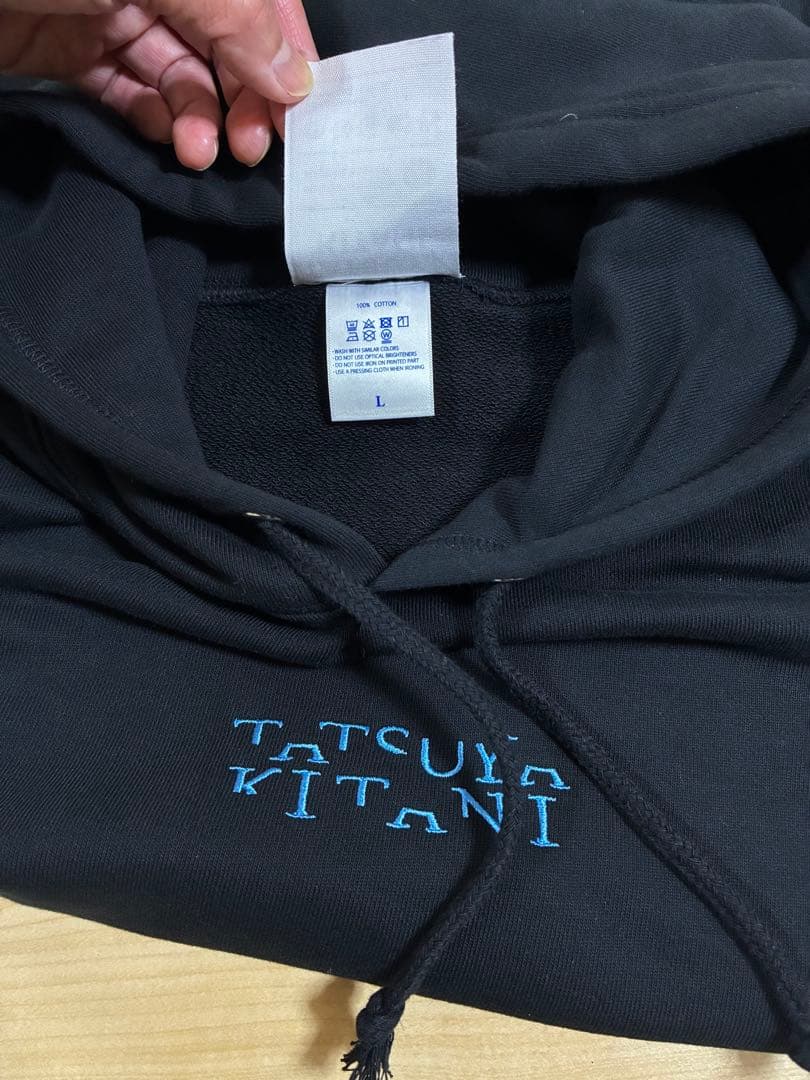 100% COTTON
·WASH WITH SIMILAR COLORS
·DO NOT USE OPTICAL BRIGHTENERS
·DO NOT USE IRON ON PRINTED PART
·USE A PRESSING CLOTH WHEN IRONING
L
TATSUYA
KITANI